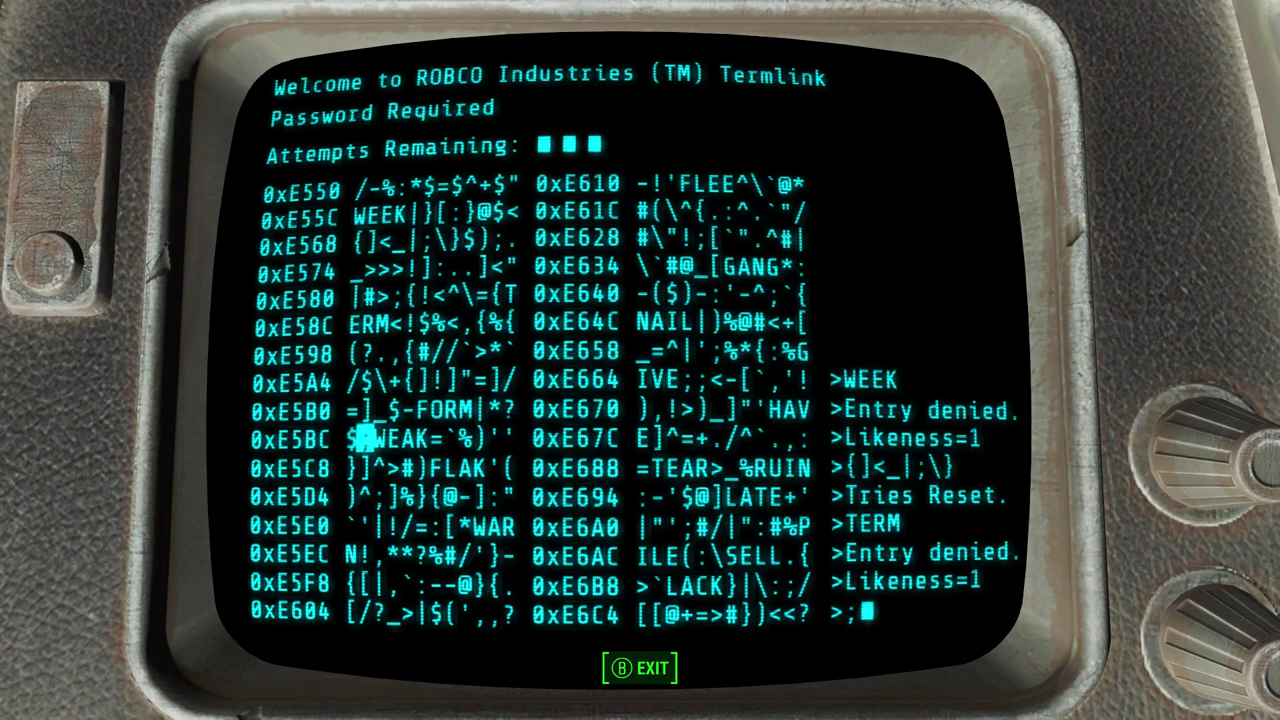 Welcome to ROBCO Industries (TM) Termlink
Password Required
Attempts Remaining: ■ ■ ■
0xE550 /-%:*$=$^+$" 0xE610 -!'FLEE^\`@*
0xE55C WEEK|}[:}@$< 0xE61C #(\^{.:^.`"/
0xE568 {]<_|;\}$);. 0xE628 #\"!;[`".^#|
0xE574 _>>>!]:..]<" 0xE634 \`#@_[GANG*:
0xE580 |#>;{!<^\={T 0xE640 -($)-:'-^;`{
0xE58C ERM<!$%<,{%{ 0xE64C NAIL|)%@#<+[
0xE598 (?.,{#//`>*` 0xE658 _=^|';%*{:%G
0xE5A4 /$\+{]!]"=]/ 0xE664 IVE;;<-[`,'! >WEEK
0xE5B0 =]_$-FORM|*? 0xE670 ),!>)_]"'HAV >Entry denied.
0xE5BC $;WEAK=`%)'' 0xE67C E]^=+./^`.,: >Likeness=1
0xE5C8 }]^>#)FLAK'( 0xE688 =TEAR>_%RUIN >{]<_|;\}
0xE5D4 )^;]%}{@-]:" 0xE694 :-'$@]LATE+' >Tries Reset.
0xE5E0 `'|!/=:[*WAR 0xE6A0 |"';#/|":#%P >TERM
0xE5EC N!,**?%#/'}- 0xE6AC ILE(:\SELL.{ >Entry denied.
0xE5F8 {[|,`:--@}{. 0xE6B8 >`LACK}|\:;/ >Likeness=1
0xE604 [/?_>|$(',,? 0xE6C4 [[@+=>#})<<? >;■
Ⓑ EXIT